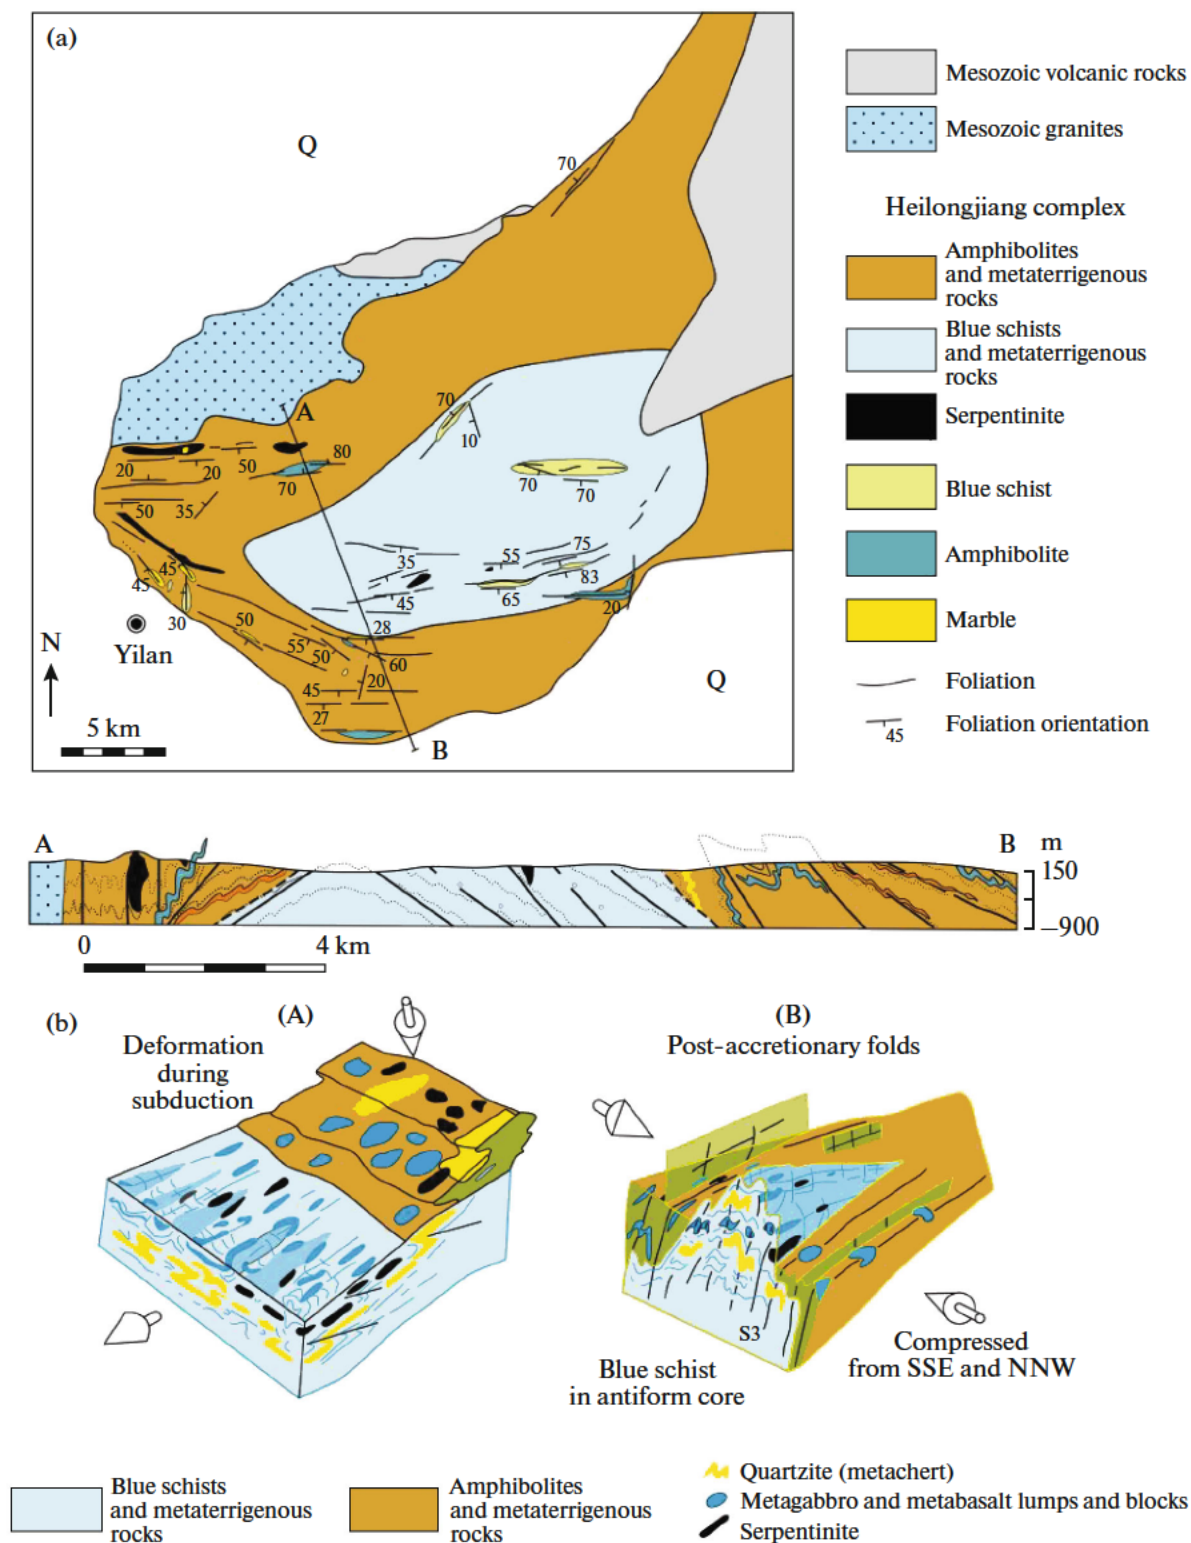 (a)
Q
70
A
70
10
80
20
20
50
70
50
35
70
70
45
45
30
35
45
55
75
65
83
20
50
55
50
28
60
20
45
27
Yilan
N
5 km
Q
B
Mesozoic volcanic rocks
Mesozoic granites
Heilongjiang complex
Amphibolites
and metaterrigenous
rocks
Blue schists
and metaterrigenous
rocks
Serpentinite
Blue schist
Amphibolite
Marble
Foliation
Foliation orientation
45
A
B
m
150
–900
0
4 km
(b)
(A)
Deformation
during
subduction
(B)
Post-accretionary folds
S3
Blue schist
in antiform core
Compressed
from SSE and NNW
Blue schists
and metaterrigenous
rocks
Amphibolites
and metaterrigenous
rocks
Quartzite (metachert)
Metagabbro and metabasalt lumps and blocks
Serpentinite